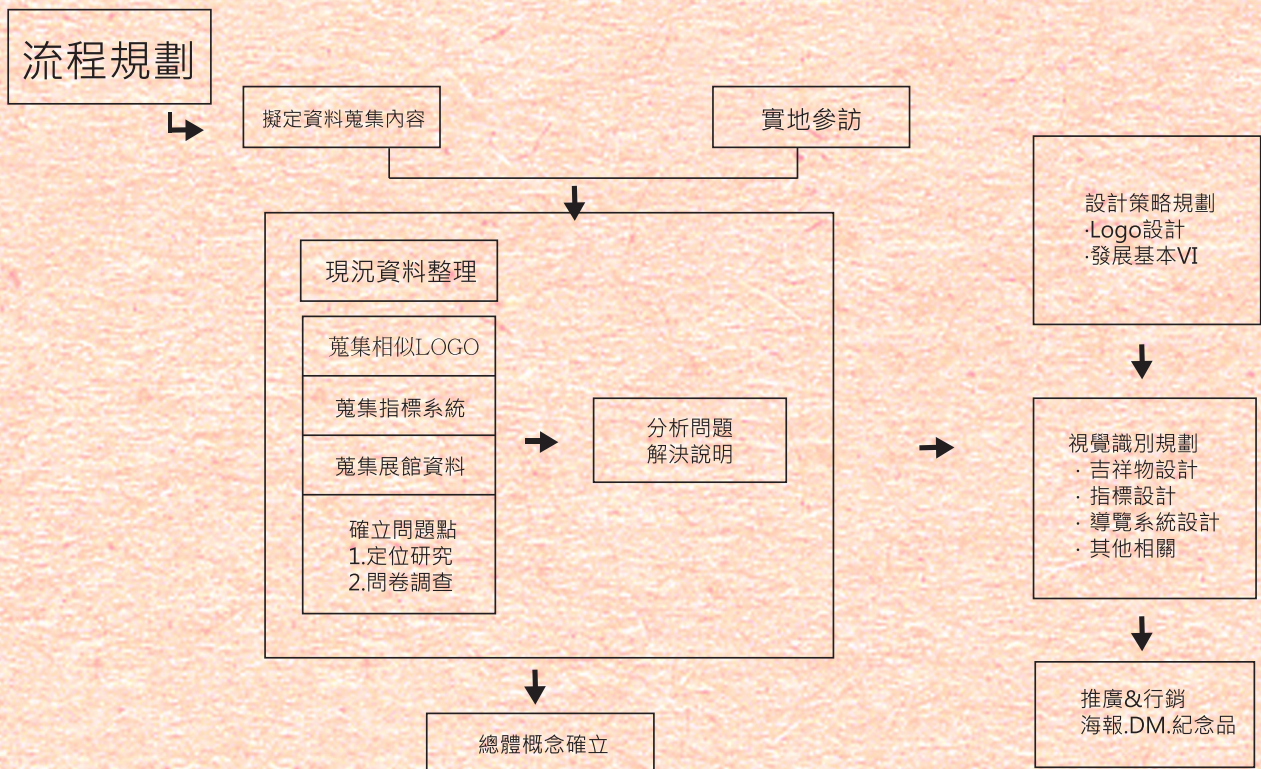 流程規劃
擬定資料蒐集內容
實地參訪
現況資料整理
蒐集相似LOGO
蒐集指標系統
蒐集展館資料
確立問題點
1.定位研究
2.問卷調查
分析問題
解決說明
總體概念確立
設計策略規劃
·Logo設計
·發展基本VI
視覺識別規劃
· 吉祥物設計
· 指標設計
· 導覽系統設計
· 其他相關
推廣&行銷
海報.DM.紀念品